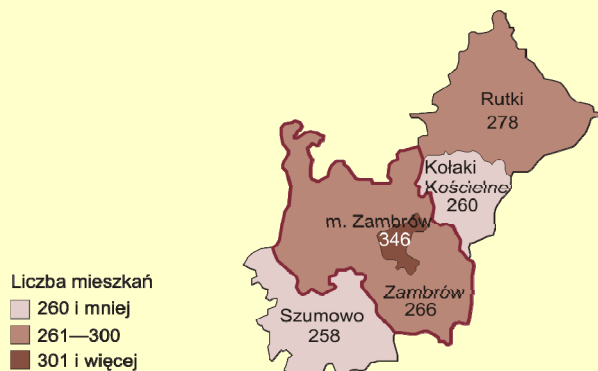 Rutki
278
Kołaki
Kościelne
260
m. Zambrów
346
Zambrów
266
Szumowo
258
Liczba mieszkań
260 i mniej
261—300
301 i więcej